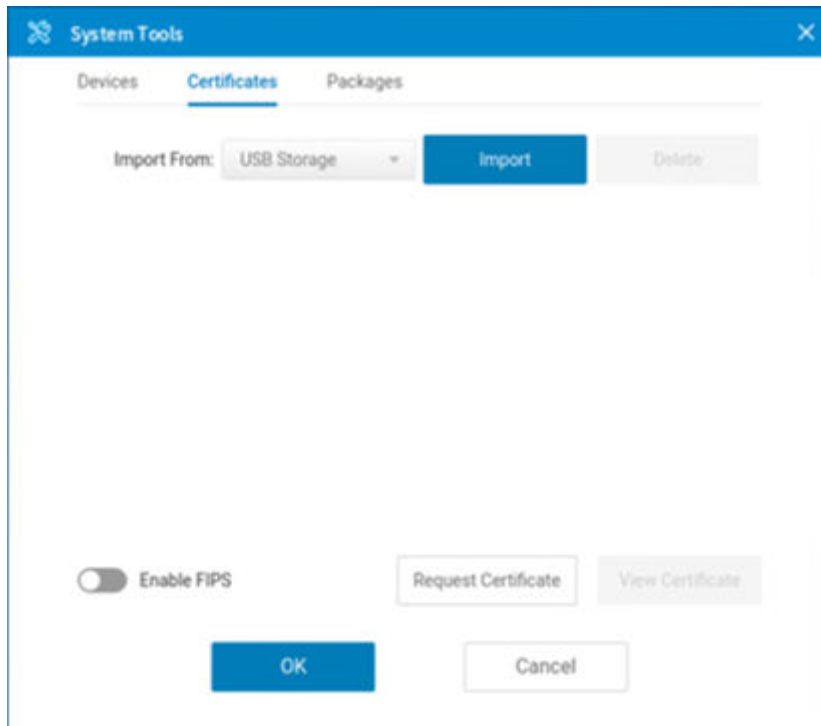 System Tools
Devices Certificates Packages
Import From: USB Storage Import Delete
Enable FIPS Request Certificate View Certificate
OK Cancel